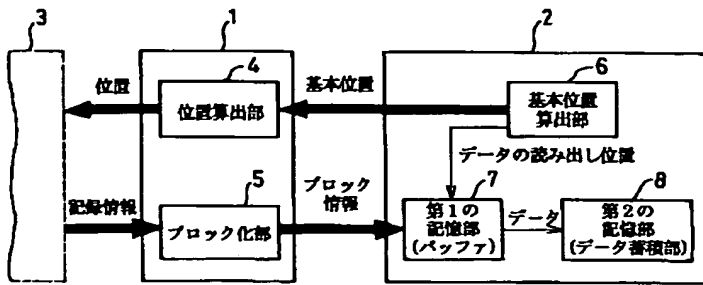 3
1
2
4
6
位置
位置算出部
基本位置
基本位置
算出部
データの読み出し位置
5
7
8
記録情報
ブロック化部
ブロック
情報
第1の
記憶部
(バッファ)
データ
第2の
記憶部
(データ蓄積部)